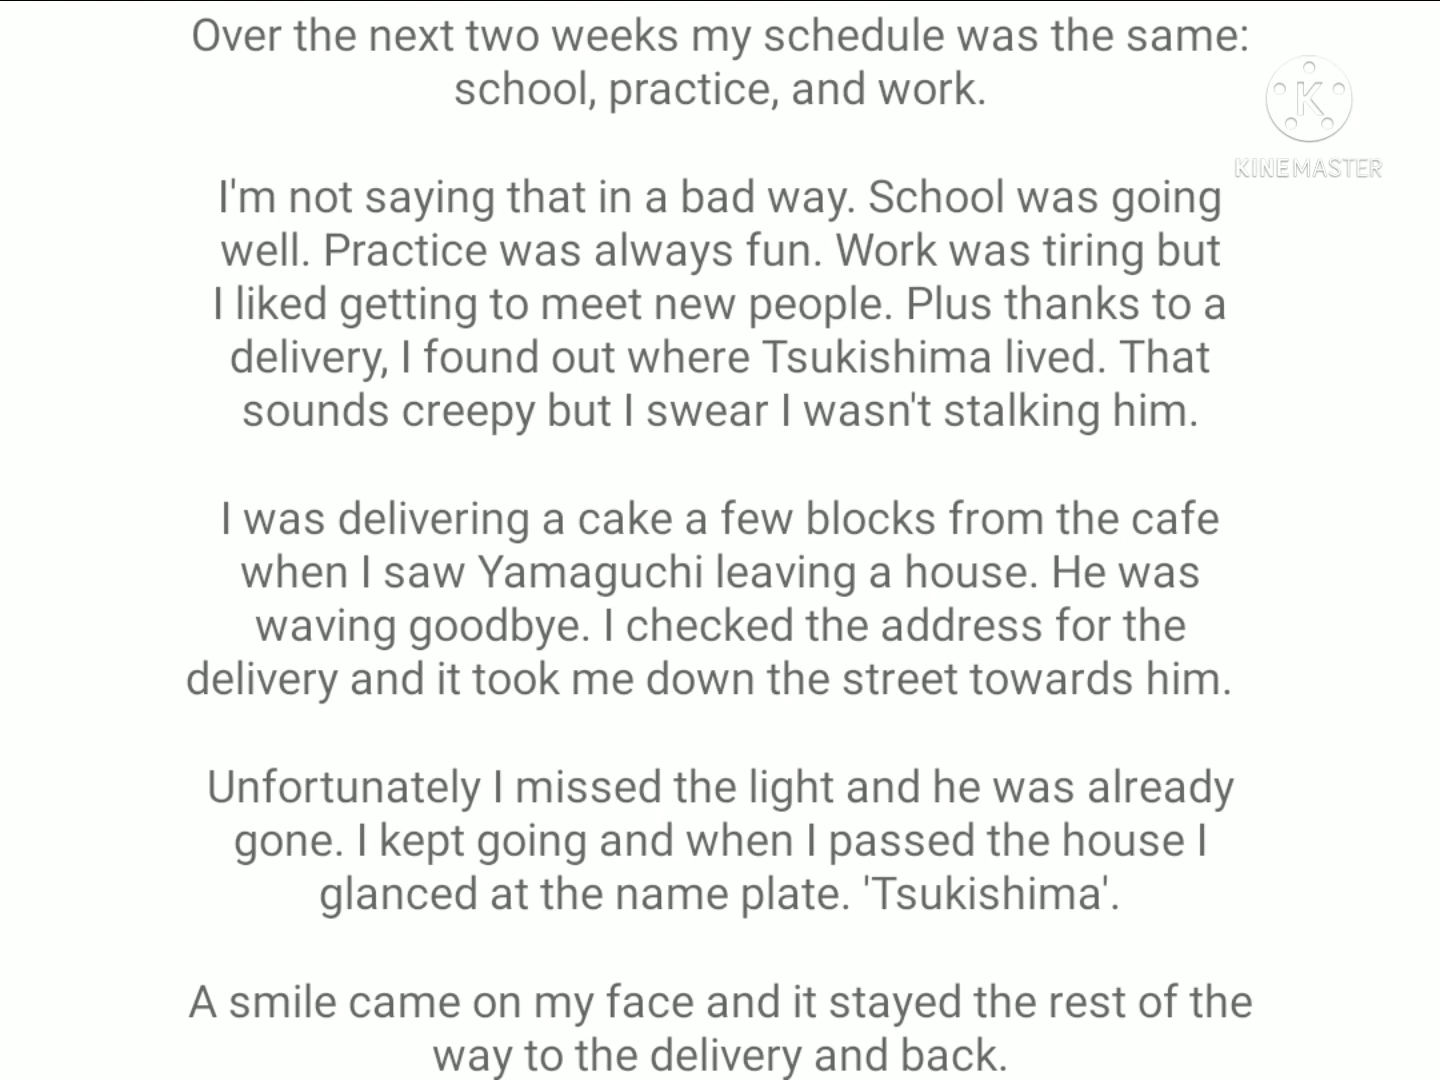 Over the next two weeks my schedule was the same:
school, practice, and work.
KINEMASTER
I'm not saying that in a bad way. School was going
well. Practice was always fun. Work was tiring but
I liked getting to meet new people. Plus thanks to a
delivery, I found out where Tsukishima lived. That
sounds creepy but I swear I wasn't stalking him.
I was delivering a cake a few blocks from the cafe
when I saw Yamaguchi leaving a house. He was
waving goodbye. I checked the address for the
delivery and it took me down the street towards him.
Unfortunately I missed the light and he was already
gone. I kept going and when I passed the house I
glanced at the name plate. 'Tsukishima'.
A smile came on my face and it stayed the rest of the
way to the delivery and back.